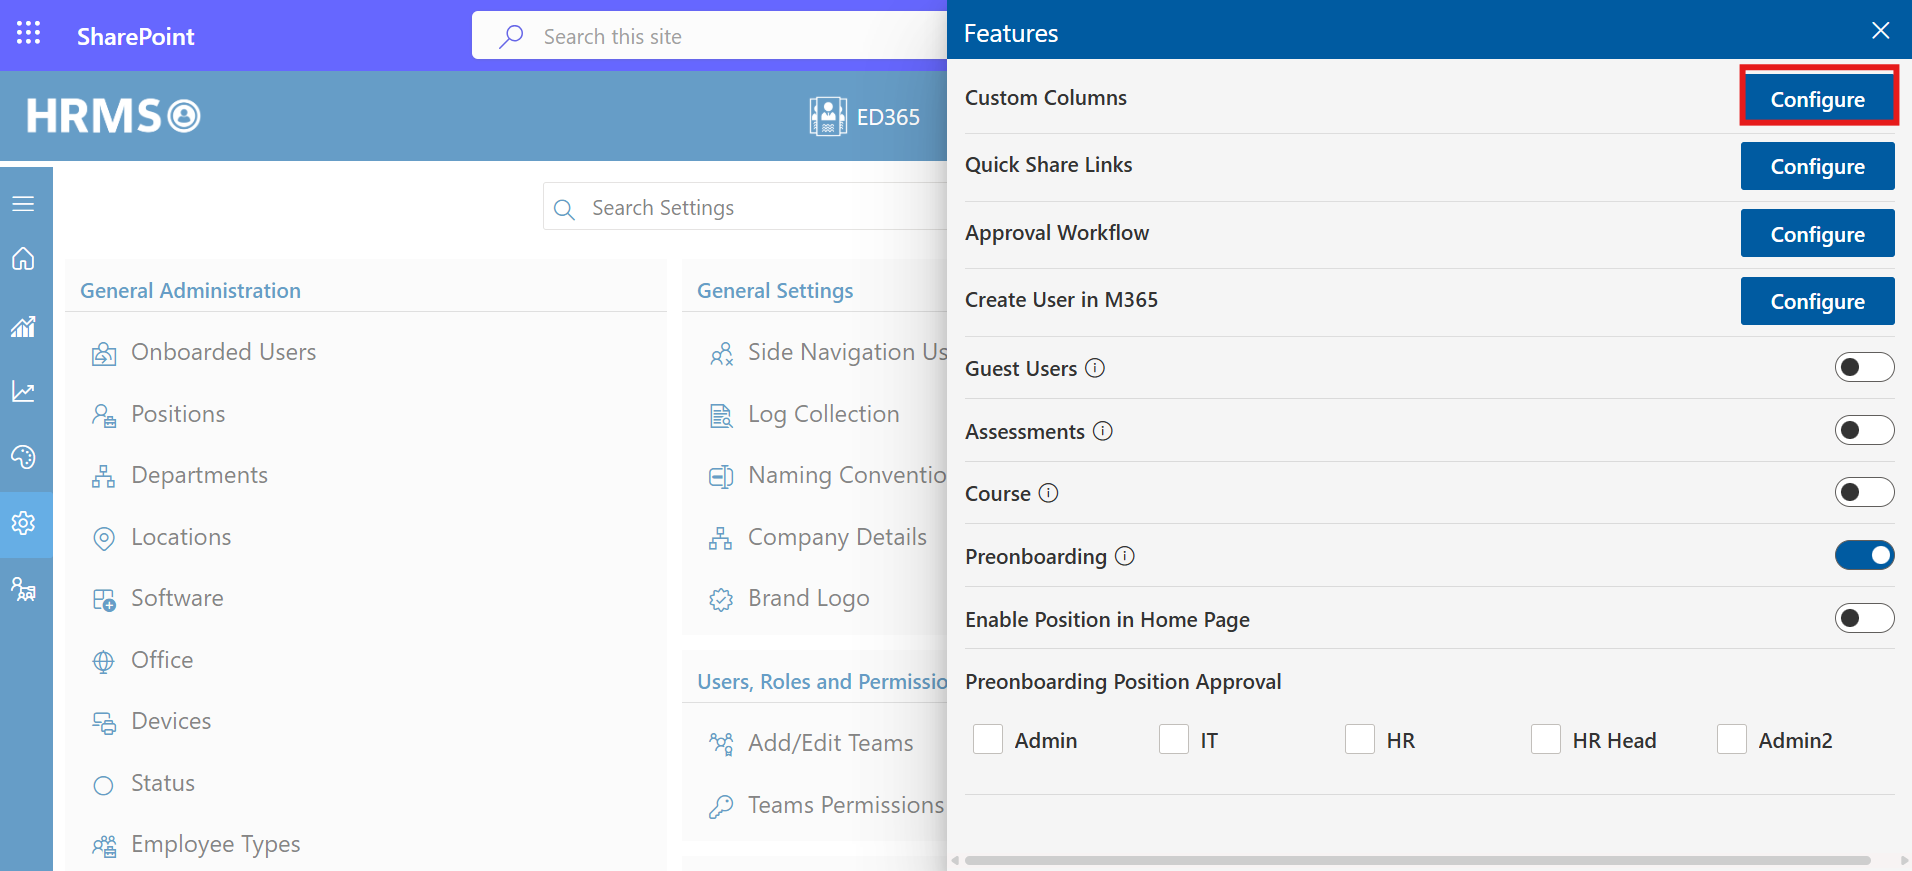 SharePoint
Search this site
HRMS
ED365
Search Settings
General Administration
Onboarded Users
Positions
Departments
Locations
Software
Office
Devices
Status
Employee Types
General Settings
Side Navigation Us
Log Collection
Naming Conventio
Company Details
Brand Logo
Users, Roles and Permissio
Add/Edit Teams
Teams Permissions
Features
Custom Columns
Configure
Quick Share Links
Configure
Approval Workflow
Configure
Create User in M365
Configure
Guest Users
Assessments
Course
Preonboarding
Enable Position in Home Page
Preonboarding Position Approval
Admin
IT
HR
HR Head
Admin2